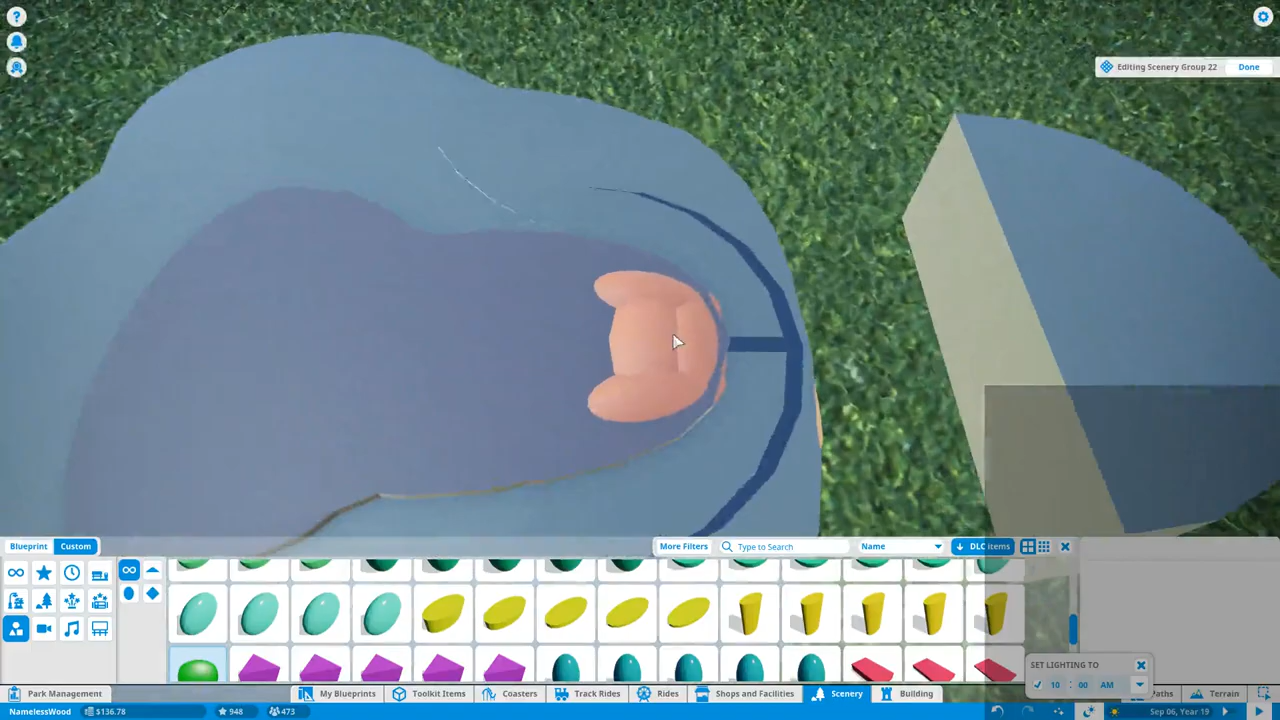 ?
Editing Scenery Group 22 Done
Blueprint Custom More Filters Type to Search Name DLC items
SET LIGHTING TO
10 : 00 AM
Park Management My Blueprints Toolkit Items Coasters Track Rides Rides Shops and Facilities Scenery Building Paths Terrain
NamelessWood $136.78 948 473 Sep 06, Year 19